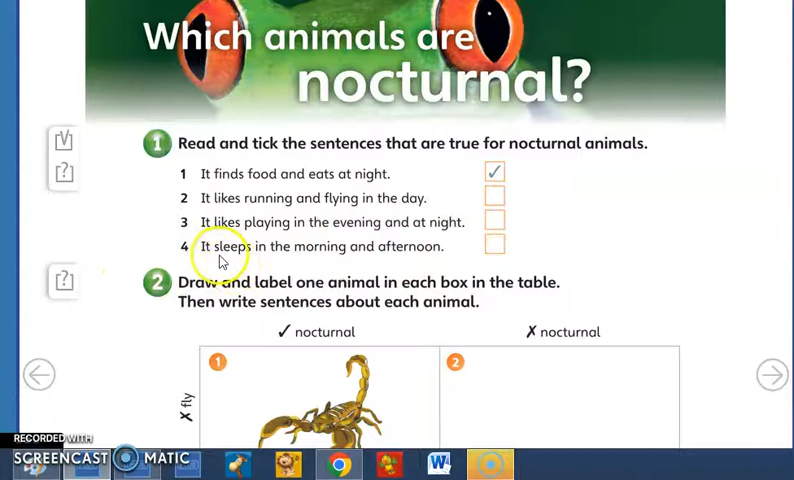 Which animals are
nocturnal?
1 Read and tick the sentences that are true for nocturnal animals.
1 It finds food and eats at night. ✓
2 It likes running and flying in the day.
3 It likes playing in the evening and at night.
4 It sleeps in the morning and afternoon.
2 Draw and label one animal in each box in the table.
Then write sentences about each animal.
✓ nocturnal ✗ nocturnal
1 2
✗ fly
RECORDED WITH
SCREENCAST MATIC